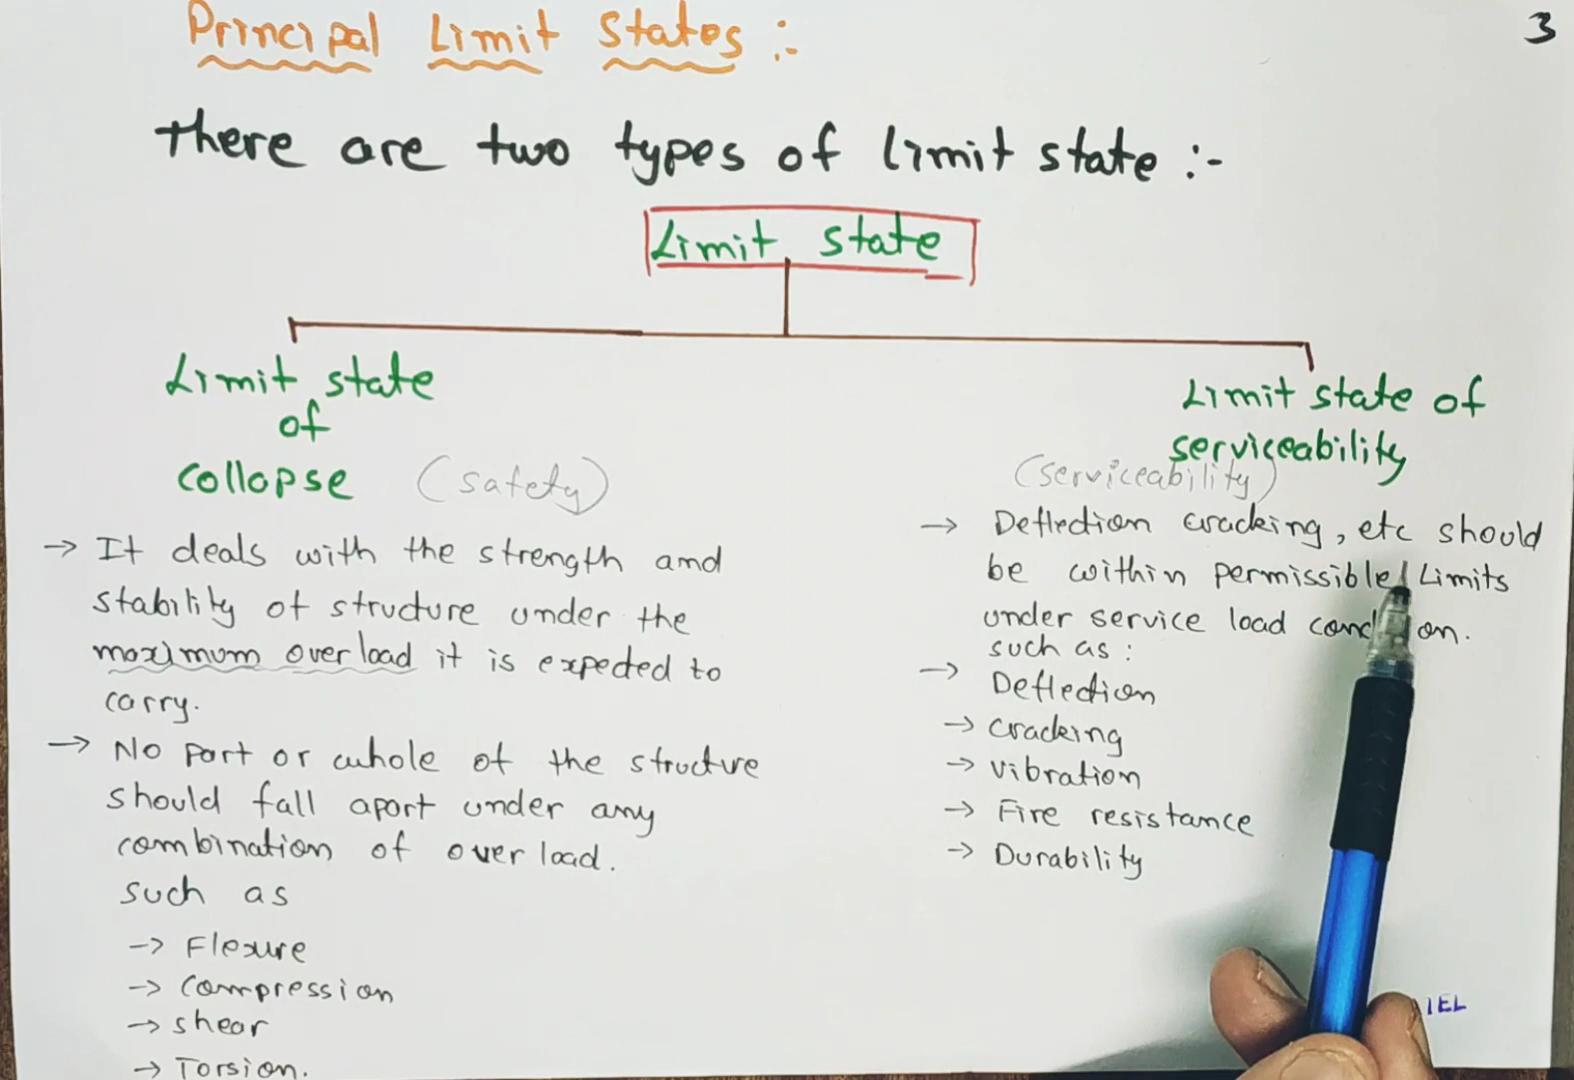 3
Principal Limit States :-
There are two types of limit state :-
Limit state
Limit state
of
collapse (safety)
→ It deals with the strength and
stability of structure under the
maximum over load it is expected to
carry.
→ No part or whole of the structure
should fall apart under any
combination of over load.
such as
→ Flexure
→ compression
→ shear
→ Torsion.
Limit state of
serviceability
(serviceability)
→ Deflection cracking, etc should
be within permissible Limits
under service load
such as :
→ Deflection
→ cracking
→ vibration
→ Fire resistance
→ Durability